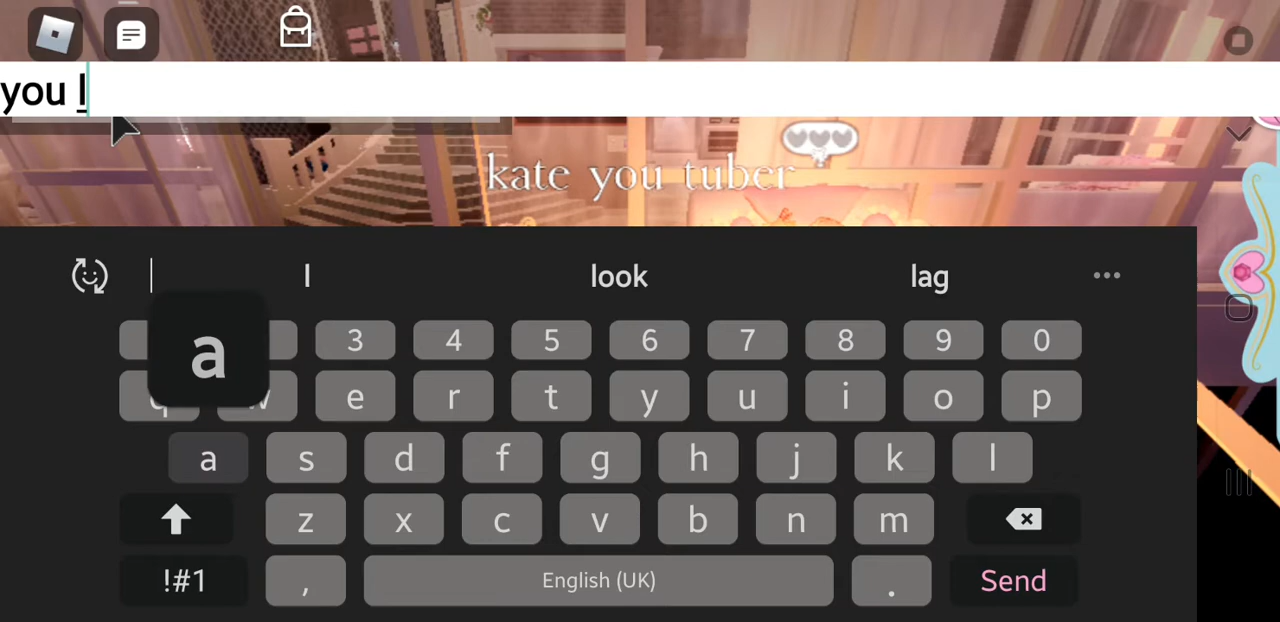 you l
kate you tuber
l look lag
a
3 4 5 6 7 8 9 0
q w e r t y u i o p
a s d f g h j k l
z x c v b n m
!#1 , English (UK) . Send